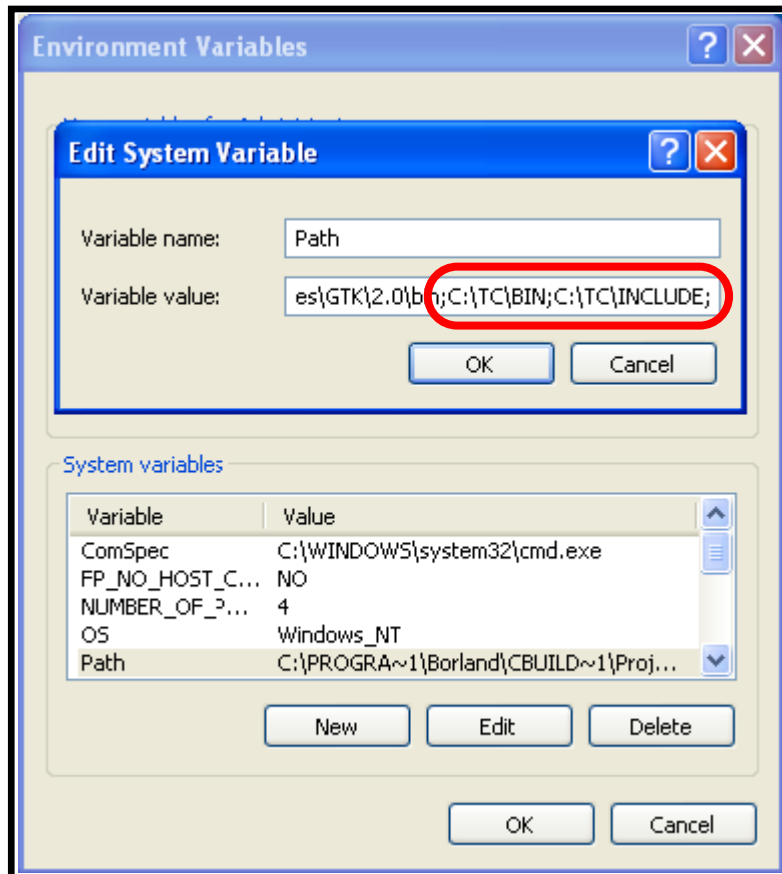 Environment Variables
Edit System Variable
Variable name: Path
Variable value: es\GTK\2.0\bin;C:\TC\BIN;C:\TC\INCLUDE;
OK Cancel
System variables
Variable Value
ComSpec C:\WINDOWS\system32\cmd.exe
FP_NO_HOST_C... NO
NUMBER_OF_P... 4
OS Windows_NT
Path C:\PROGRA~1\Borland\CBUILD~1\Proj...
New Edit Delete
OK Cancel